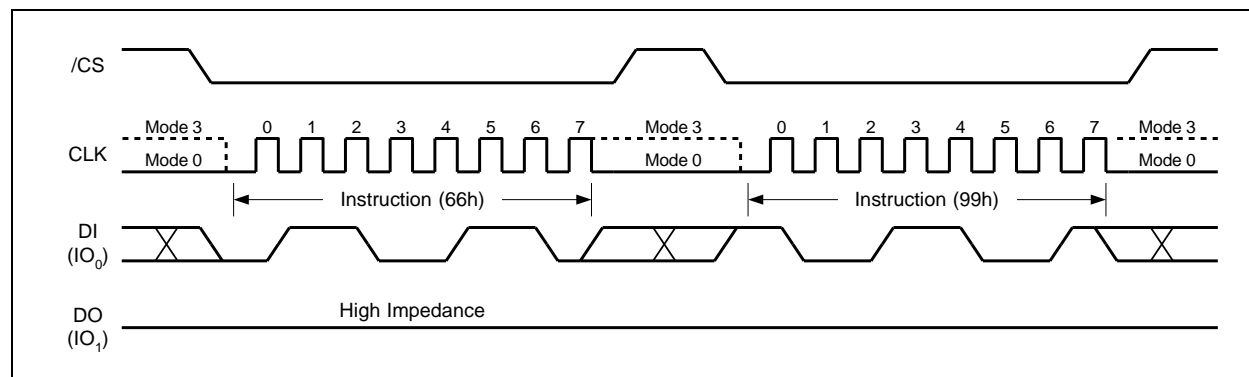 /CS
Mode 3 0 1 2 3 4 5 6 7 Mode 3 0 1 2 3 4 5 6 7 Mode 3
CLK Mode 0 Mode 0 Mode 0
Instruction (66h) Instruction (99h)
DI
(IO₀)
High Impedance
DO
(IO₁)